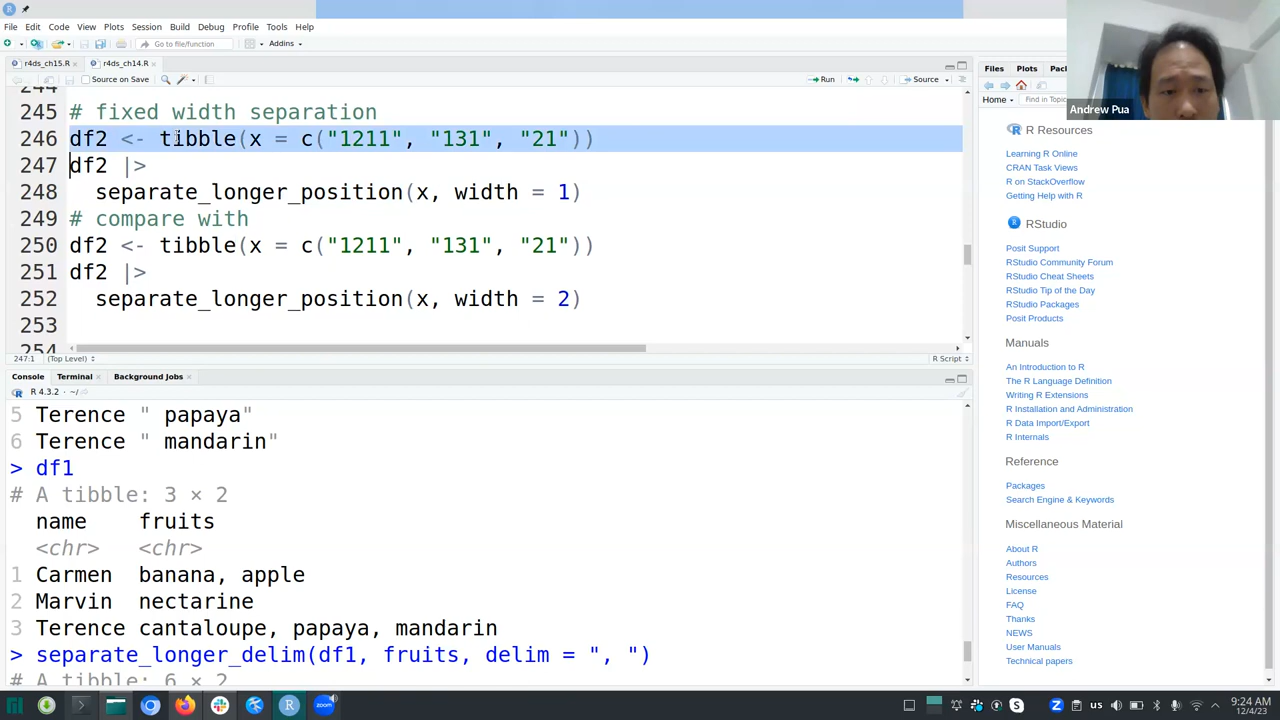 File Edit Code View Plots Session Build Debug Profile Tools Help
Go to file/function
Addins
r4ds_ch15.R
r4ds_ch14.R
Source on Save
Run
Source
244
245 # fixed width separation
246 df2 <- tibble(x = c("1211", "131", "21"))
247 df2 |>
248 separate_longer_position(x, width = 1)
249 # compare with
250 df2 <- tibble(x = c("1211", "131", "21"))
251 df2 |>
252 separate_longer_position(x, width = 2)
253
254
247:1 (Top Level)
R Script
Console Terminal Background Jobs
R 4.3.2 · ~/
5 Terence " papaya"
6 Terence " mandarin"
> df1
# A tibble: 3 × 2
name fruits
<chr> <chr>
1 Carmen banana, apple
2 Marvin nectarine
3 Terence cantaloupe, papaya, mandarin
> separate_longer_delim(df1, fruits, delim = ", ")
# A tibble: 6 × 2
Andrew Pua
Files Plots
Home
Find in Topic
R Resources
Learning R Online
CRAN Task Views
R on StackOverflow
Getting Help with R
RStudio
Posit Support
RStudio Community Forum
RStudio Cheat Sheets
RStudio Tip of the Day
RStudio Packages
Posit Products
Manuals
An Introduction to R
The R Language Definition
Writing R Extensions
R Installation and Administration
R Data Import/Export
R Internals
Reference
Packages
Search Engine & Keywords
Miscellaneous Material
About R
Authors
Resources
License
FAQ
Thanks
NEWS
User Manuals
Technical papers
us
9:24 AM
12/4/23